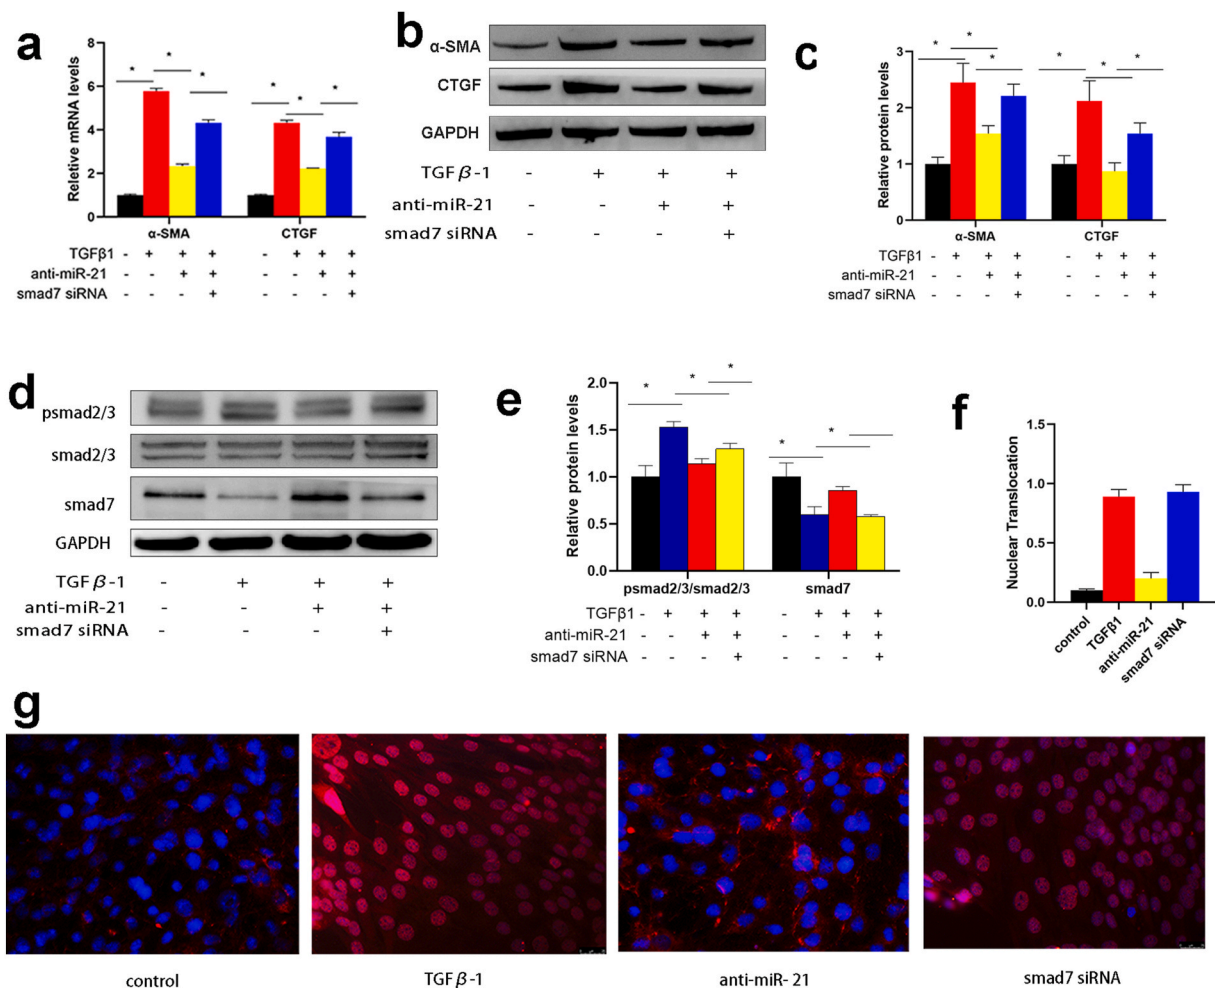 a
Reletive mRNA levels
8
6
4
2
0
* * * * * *
α-SMA CTGF
TGFβ1 - + + + - + + +
anti-miR-21 - - + + - - + +
smad7 siRNA - - - + - - - +
b
α-SMA
CTGF
GAPDH
TGFβ-1 - + + +
anti-miR-21 - - + +
smad7 siRNA - - - +
c
Relative protein levels
3
2
1
0
* * * * * *
α-SMA CTGF
TGFβ1 - + + + - + + +
anti-miR-21 - - + + - - + +
smad7 siRNA - - - + - - - +
d
psmad2/3
smad2/3
smad7
GAPDH
TGFβ-1 - + + +
anti-miR-21 - - + +
smad7 siRNA - - - +
e
Relative protein levels
2.0
1.5
1.0
0.5
0.0
* * * * * *
psmad2/3/smad2/3 smad7
TGFβ1 - + + + - + + +
anti-miR-21 - - + + - - + +
smad7 siRNA - - - + - - - +
f
Nuclear Translocation
1.5
1.0
0.5
0.0
control
TGFβ1
anti-miR-21
smad7 siRNA
g
control
TGFβ-1
anti-miR- 21
smad7 siRNA